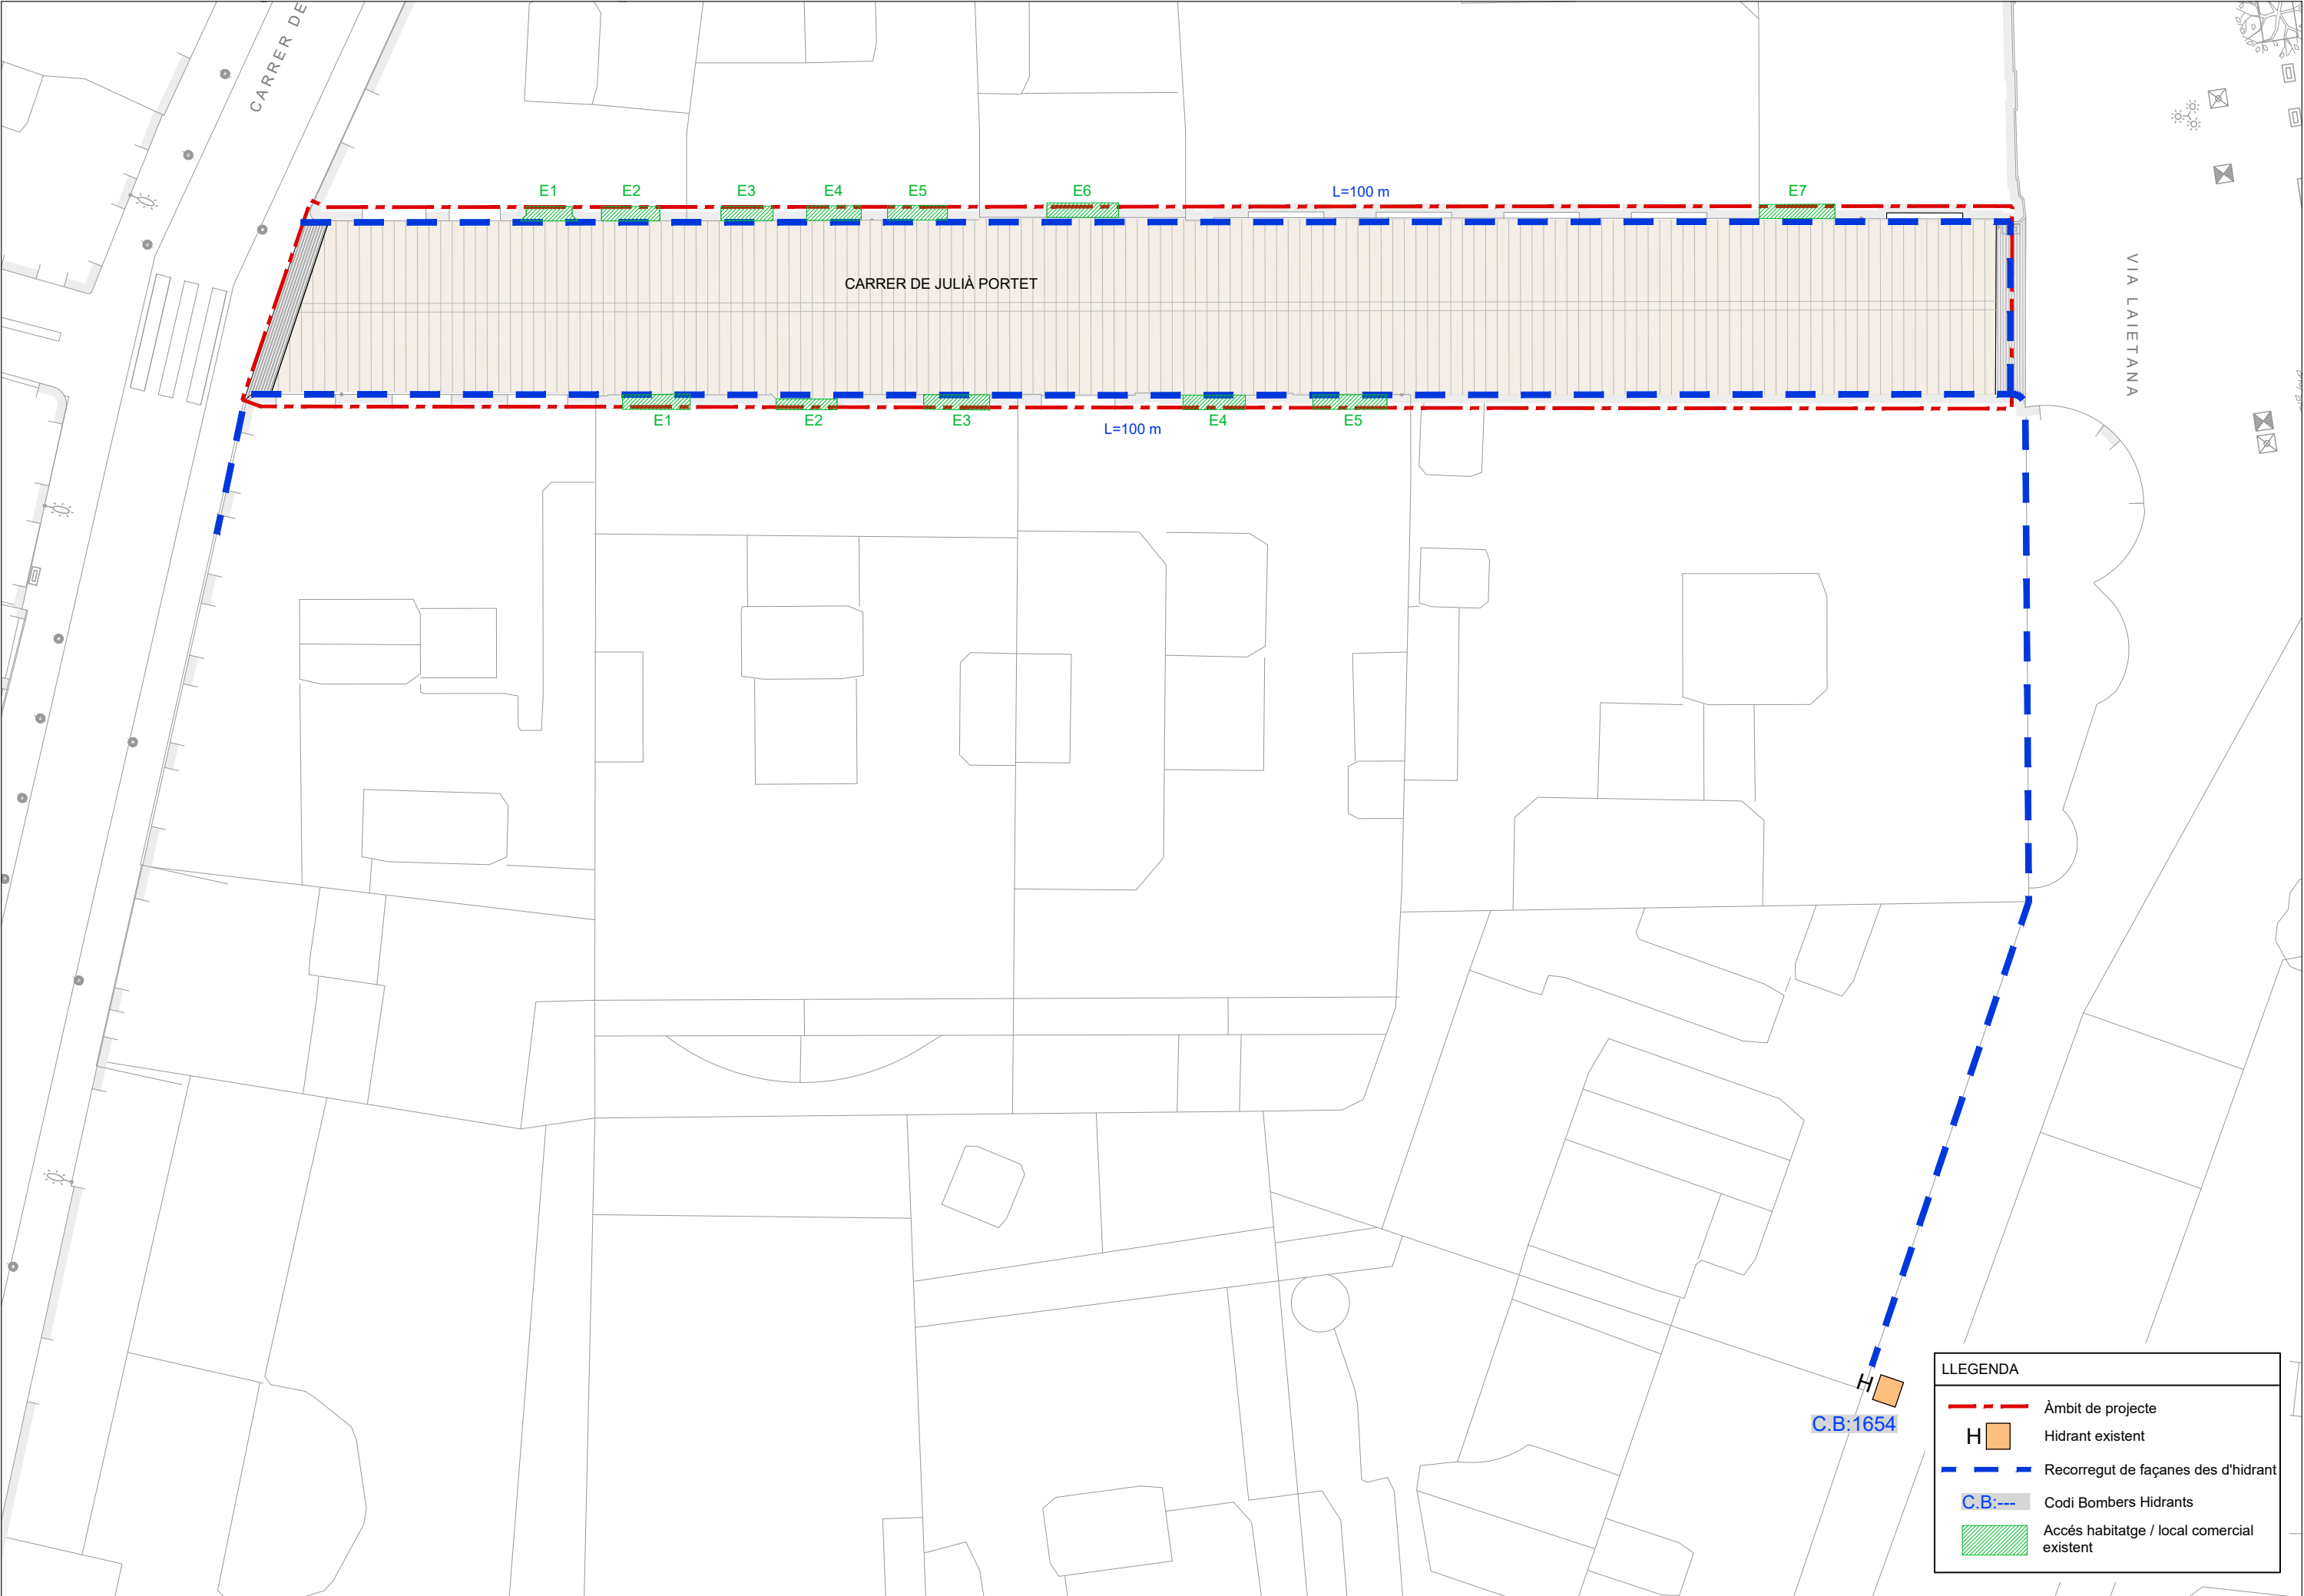 CARRER DE
E1 E2 E3 E4 E5 E6 L=100 m E7
CARRER DE JULIÀ PORTET
VIA LAIETANA
E1 E2 E3 L=100 m E4 E5
H
C.B:1654
LLEGENDA
Àmbit de projecte
H Hidrant existent
Recorregut de façanes des d'hidrant
C.B:--- Codi Bombers Hidrants
Accés habitatge / local comercial
existent